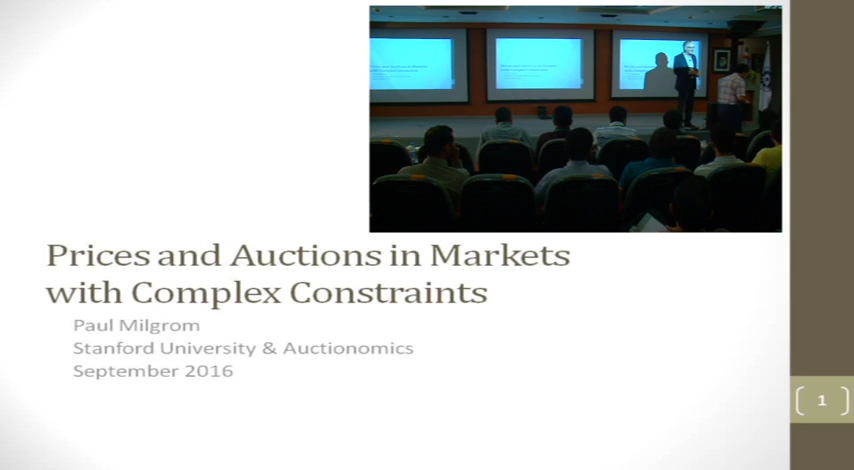 Prices and Auctions in Markets
with Complex Constraints
Paul Milgrom
Stanford University & Auctionomics
September 2016
1